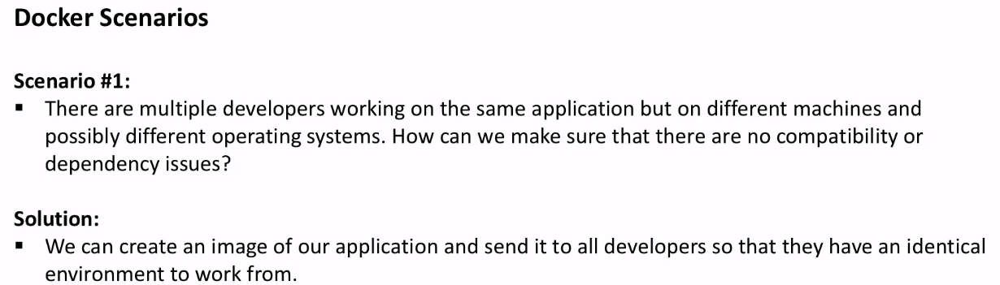 Docker Scenarios
Scenario #1:
▪ There are multiple developers working on the same application but on different machines and
possibly different operating systems. How can we make sure that there are no compatibility or
dependency issues?
Solution:
▪ We can create an image of our application and send it to all developers so that they have an identical
environment to work from.